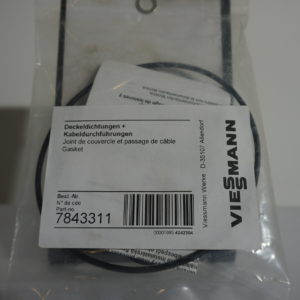 Deckeldichtungen +
Kabeldurchführungen
Joint de couvercle et passage de câble
Gasket
Best.-Nr.
N° de cde
Part-no.
7843311
VIESSMANN
Viessmann Werke D-35107 Allendorf